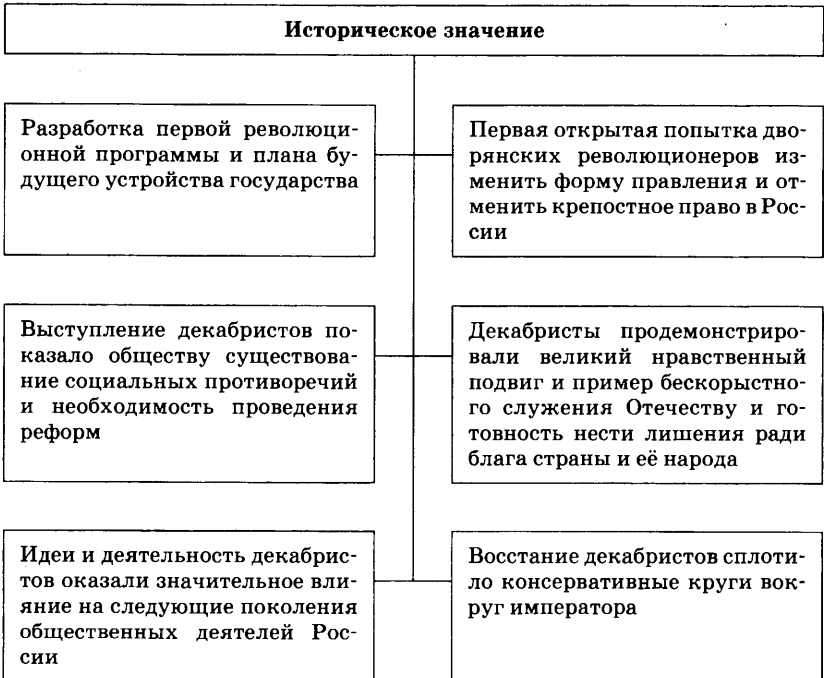 Историческое значение
Разработка первой революци-
онной программы и плана бу-
дущего устройства государства
Первая открытая попытка дво-
рянских революционеров из-
менить форму правления и от-
менить крепостное право в Рос-
сии
Выступление декабристов по-
казало обществу существова-
ние социальных противоречий
и необходимость проведения
реформ
Декабристы продемонстриро-
вали великий нравственный
подвиг и пример бескорыстно-
го служения Отечеству и го-
товность нести лишения ради
блага страны и её народа
Идеи и деятельность декабрис-
тов оказали значительное вли-
яние на следующие поколения
общественных деятелей Рос-
сии
Восстание декабристов сплоти-
ло консервативные круги вок-
руг императора